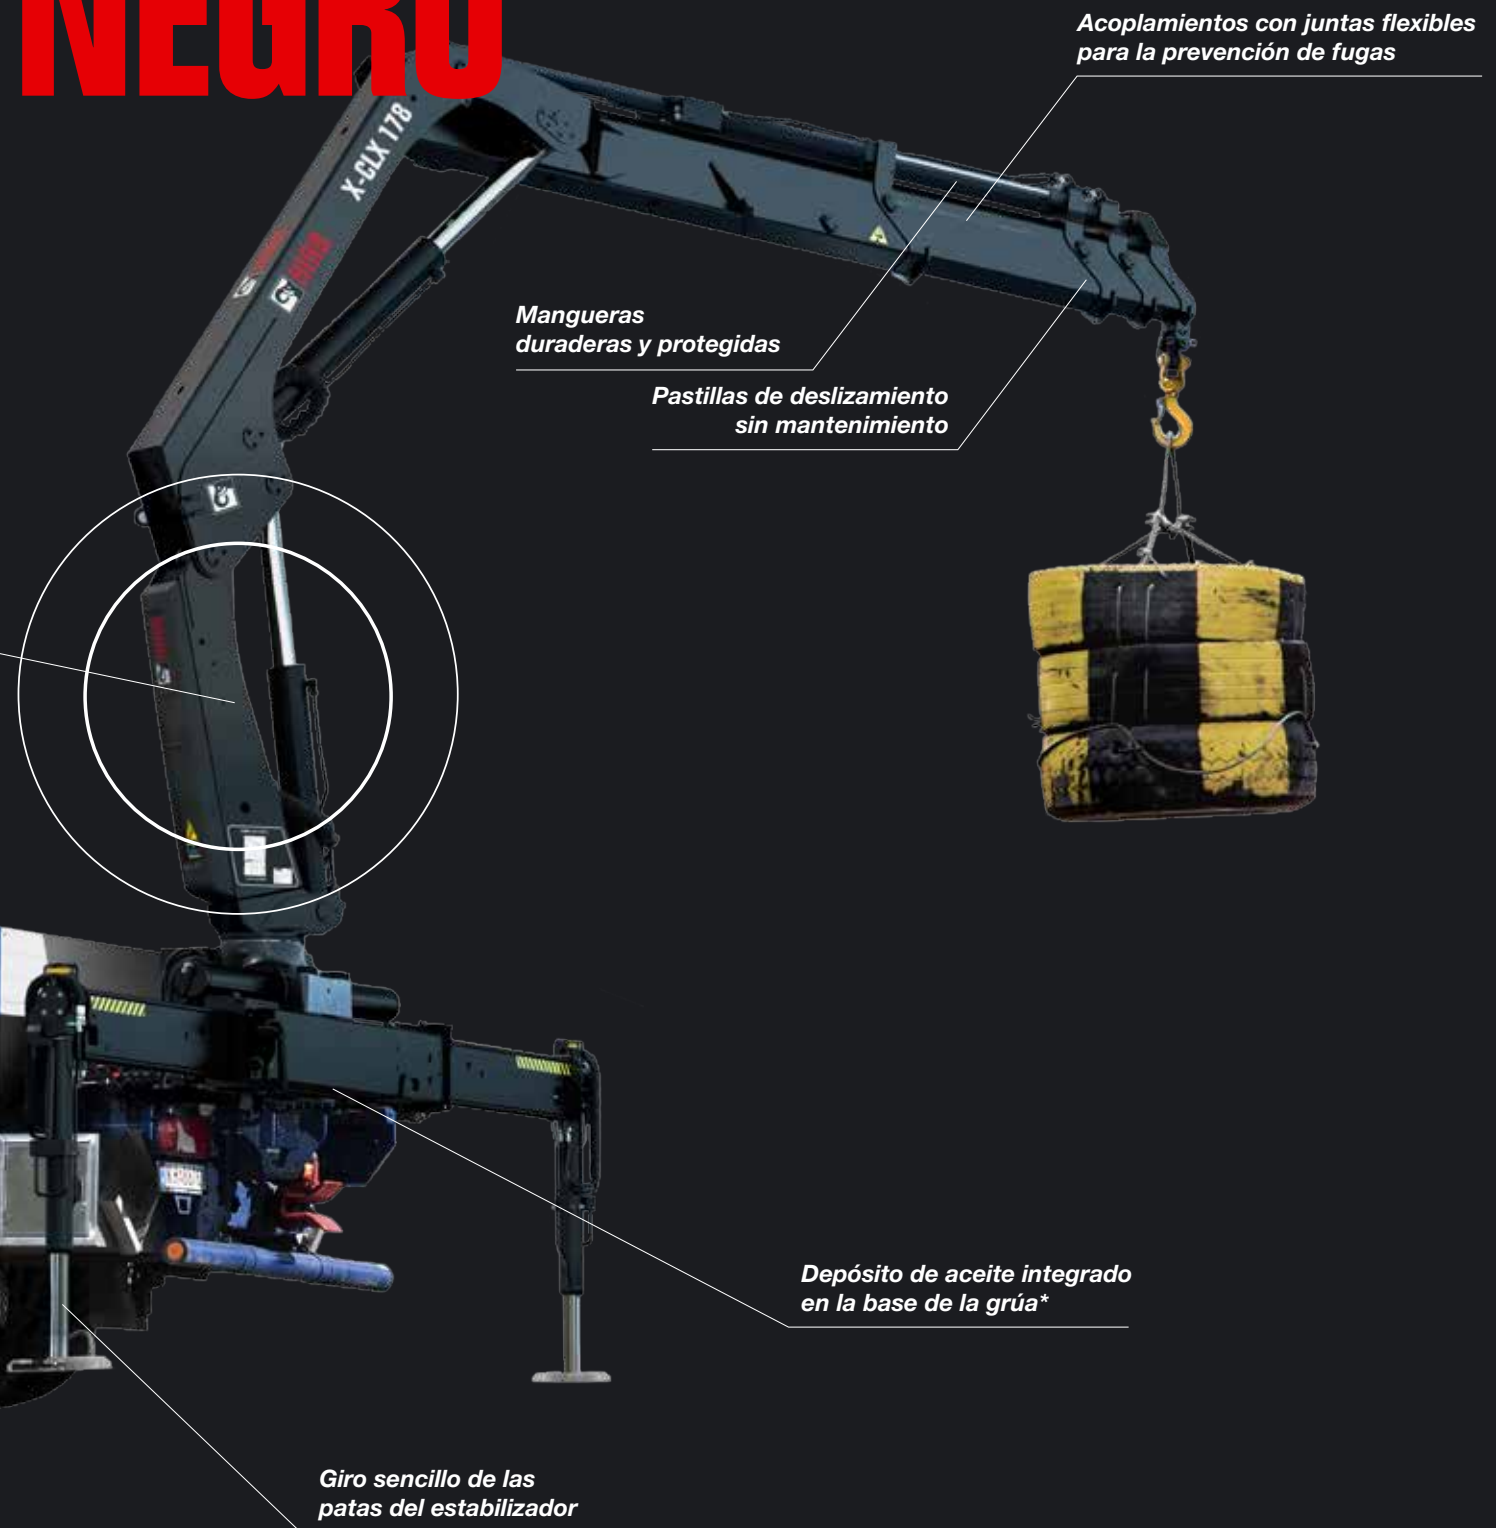 NEGRO
Acoplamientos con juntas flexibles
para la prevención de fugas
X-CLX 178
Mangueras
duraderas y protegidas
Pastillas de deslizamiento
sin mantenimiento
Depósito de aceite integrado
en la base de la grúa*
Giro sencillo de las
patas del estabilizador